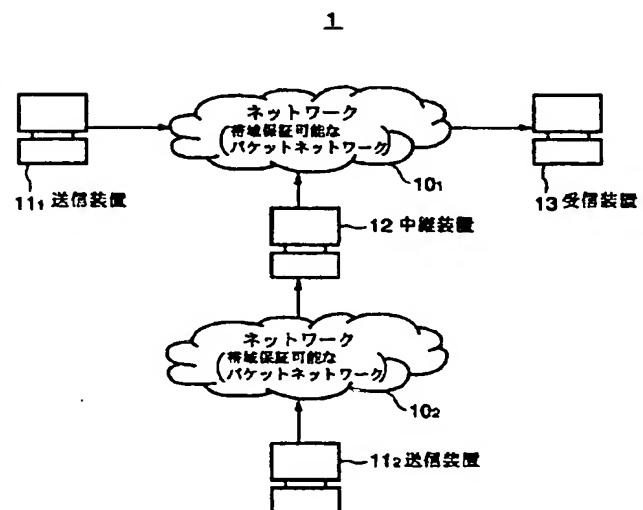 1
ネットワーク
(帯域保証可能な
パケットネットワーク)
10₁
11₁ 送信装置
13 受信装置
12 中継装置
ネットワーク
(帯域保証可能な
パケットネットワーク)
10₂
11₂ 送信装置